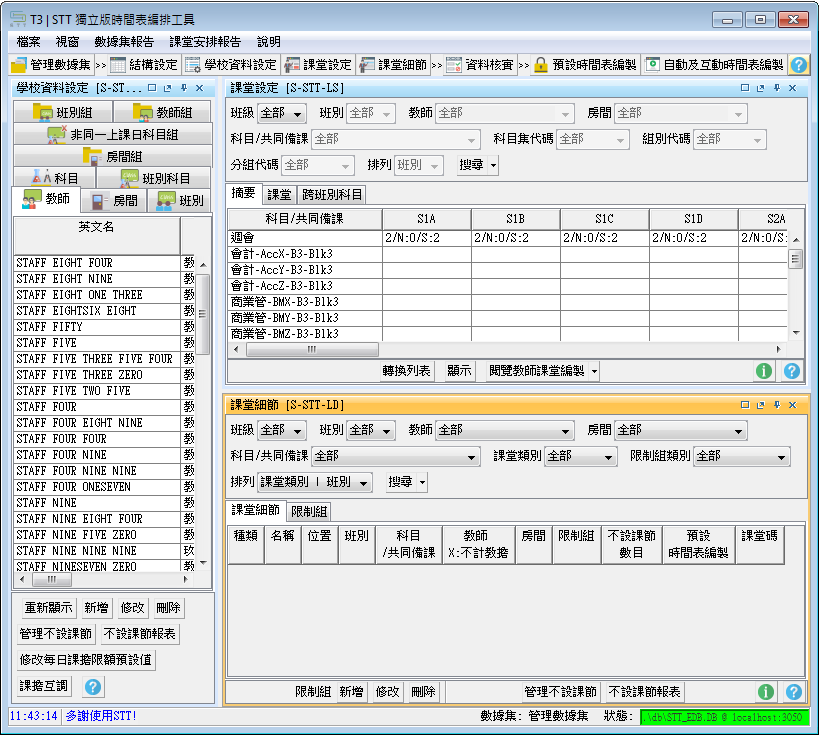 T3|STT 獨立版時間表編排工具
檔案 視窗 數據集報告 課堂安排報告 說明
管理數據集 >> 結構設定 學校資料設定 課堂設定 課堂細節 >> 資料核實 >> 預設時間表編製 自動及互動時間表編製
學校資料設定 [S-ST...
班別組 教師組
非同一上課日科目組
房間組
科目 班別科目
教師 房間 班別
英文名
STAFF EIGHT FOUR 教
STAFF EIGHT NINE 教
STAFF EIGHT ONE THREE 教
STAFF EIGHTSIX EIGHT 教
STAFF FIFTY 教
STAFF FIVE 教
STAFF FIVE THREE FIVE FOUR 教
STAFF FIVE THREE ZERO 教
STAFF FIVE TWO FIVE 教
STAFF FOUR 教
STAFF FOUR EIGHT NINE 教
STAFF FOUR FOUR 教
STAFF FOUR NINE 教
STAFF FOUR NINE NINE 教
STAFF FOUR ONESEVEN 教
STAFF NINE 教
STAFF NINE EIGHT FOUR 教
STAFF NINE FIVE ZERO 教
STAFF NINE NINE NINE
STAFF NINESEVEN ZERO 教
重新顯示 新增 修改 刪除
管理不設課節 不設課節報表
修改每日課擔限額預設值
課擔互調
課堂設定 [S-STT-LS]
班級 全部 班別 全部 教師 全部 房間 全部
科目/共同備課 全部 科目集代碼 全部 組別代碼 全部
分組代碼 全部 排列 班別 搜尋
摘要 課堂 跨班別科目
科目/共同備課 S1A S1B S1C S1D S2A
週會 2/N:0/S:2 2/N:0/S:2 2/N:0/S:2 2/N:0/S:2 2/N:0/S:
會計-AccX-B3-Blk3
會計-AccY-B3-Blk3
會計-AccZ-B3-Blk3
商業管-BMX-B3-Blk3
商業管-BMY-B3-Blk3
商業管-BMZ-B3-Blk3
轉換列表 顯示 閱覽教師課堂編製
課堂細節 [S-STT-LD]
班級 全部 班別 全部 教師 全部 房間 全部
科目/共同備課 全部 課堂類別 全部 限制組類別 全部
排列 課堂類別 | 班別 搜尋
課堂細節 限制組
種類 名稱 位置 班別 科目 /共同備課 教師 X:不計教擔 房間 限制組 不設課節 數目 預設 時間表編製 課堂碼
限制組 新增 修改 刪除 管理不設課節 不設課節報表
11:43:14 多謝使用STT! 數據集: 管理數據集 狀態: .\db\STT_EDB.DB @ localhost:3050